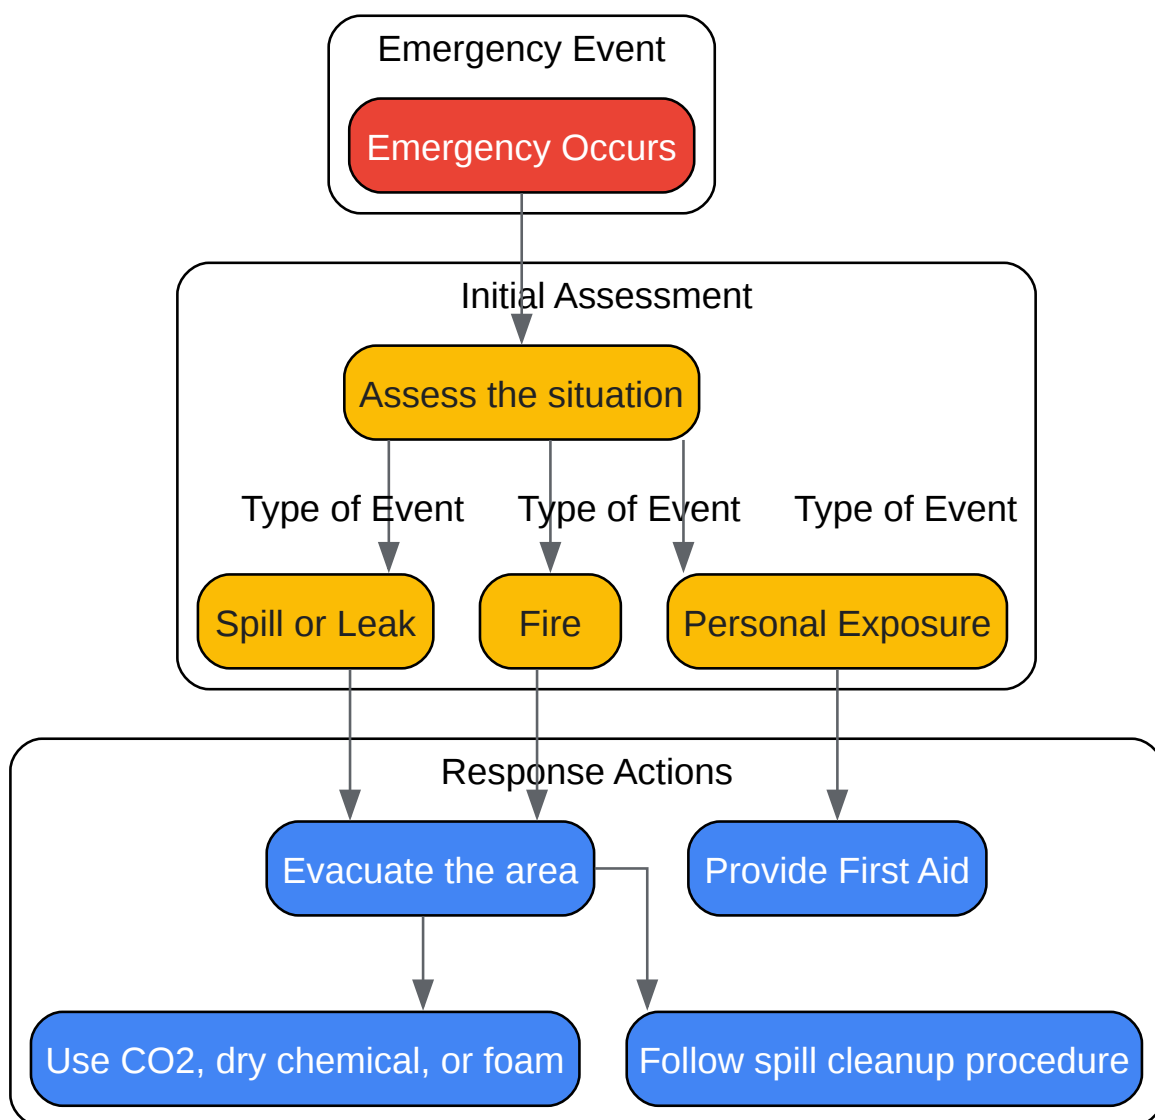 Emergency Event
Emergency Occurs
Initial Assessment
Assess the situation
Type of Event
Type of Event
Type of Event
Spill or Leak
Fire
Personal Exposure
Response Actions
Evacuate the area
Provide First Aid
Use CO2, dry chemical, or foam
Follow spill cleanup procedure